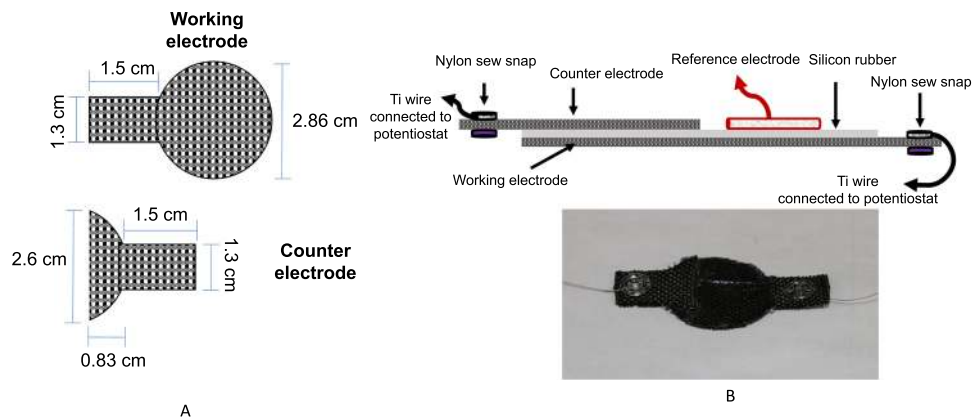 Working
electrode
1.5 cm
1.3 cm
2.86 cm
1.5 cm
2.6 cm
1.3 cm
Counter
electrode
0.83 cm
A
Nylon sew snap
Counter electrode
Reference electrode
Silicon rubber
Nylon sew snap
Ti wire
connected to
potentiostat
Working electrode
Ti wire
connected to potentiostat
B